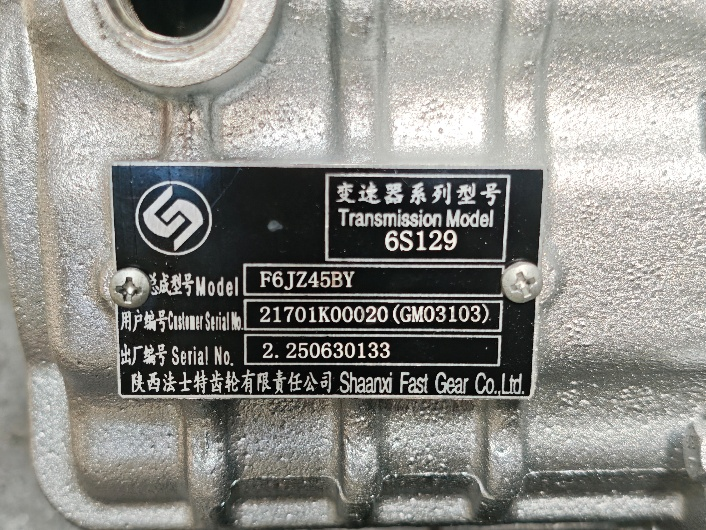 变速器系列型号
Transmission Model
6S129
总成型号Model F6JZ45BY
用户编号Customer Serial No. 21701K00020(GM03103)
出厂编号 Serial No. 2.250630133
陕西法士特齿轮有限责任公司 Shaanxi Fast Gear Co.,Ltd.